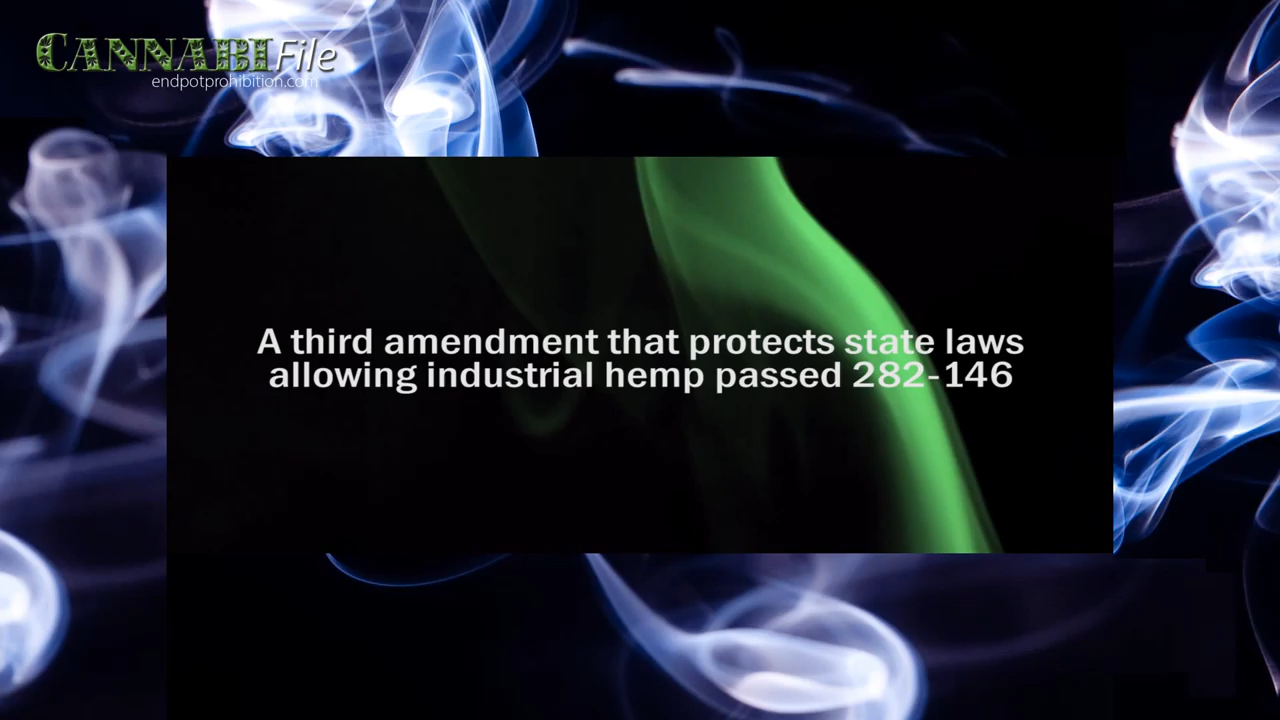 CANNABIFile
endpotprohibition.com
A third amendment that protects state laws
allowing industrial hemp passed 282-146